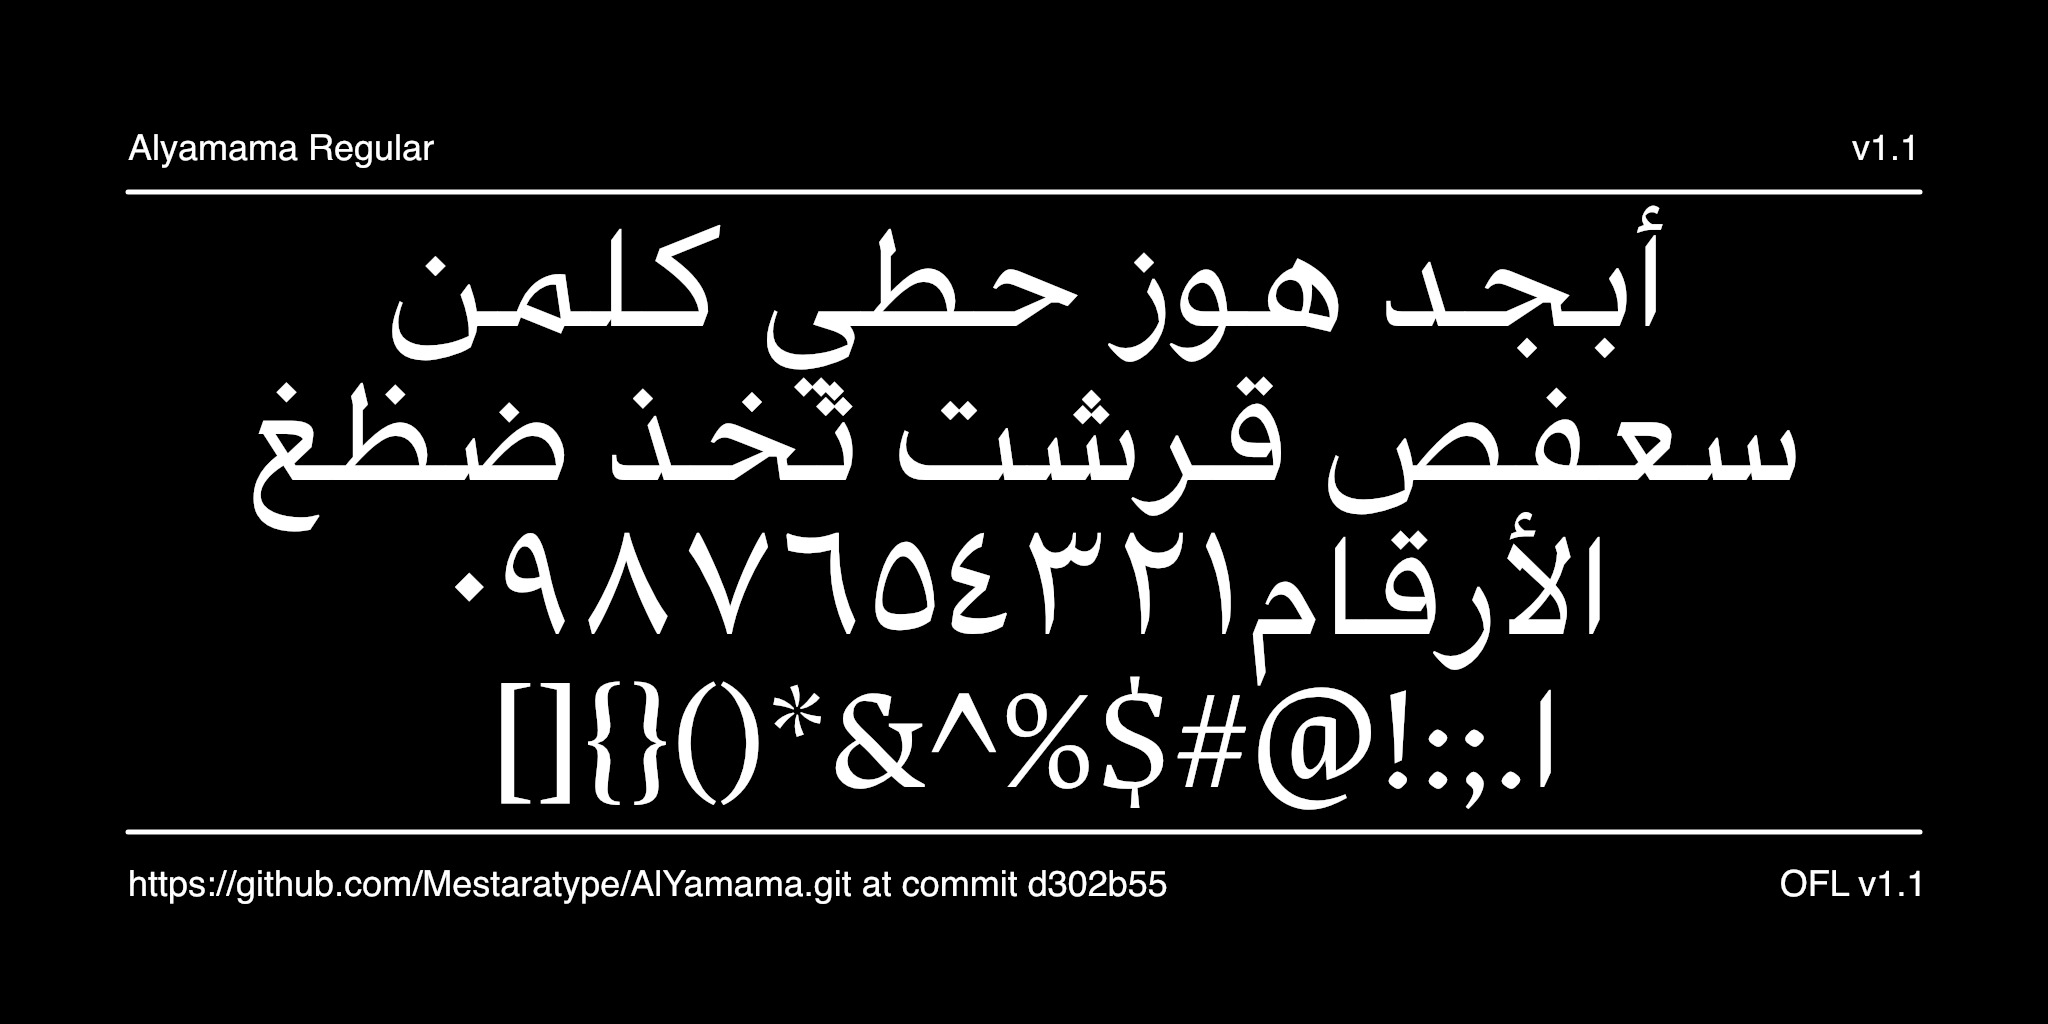 Alyamama Regular
v1.1
أبجد هوز حطي كلمن
سعفص قرشت ثخذ ضظغ
الأرقام٠٩٨٧٦٥٤٣٢١
ا.;:!@#$%^&*(){}[]
https://github.com/Mestaratype/AlYamama.git at commit d302b55
OFL v1.1